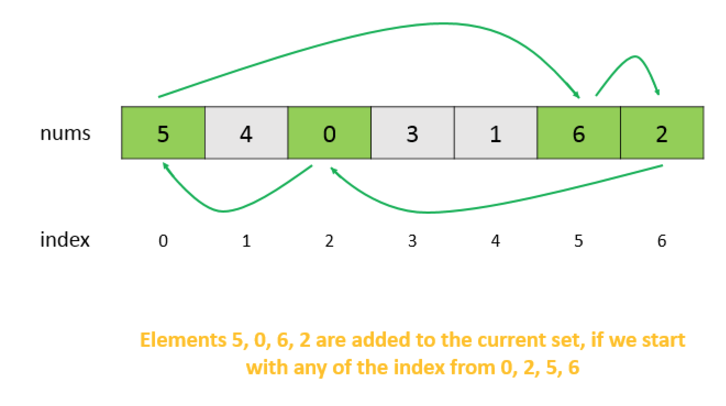 nums 5 4 0 3 1 6 2
index 0 1 2 3 4 5 6
Elements 5, 0, 6, 2 are added to the current set, if we start
with any of the index from 0, 2, 5, 6